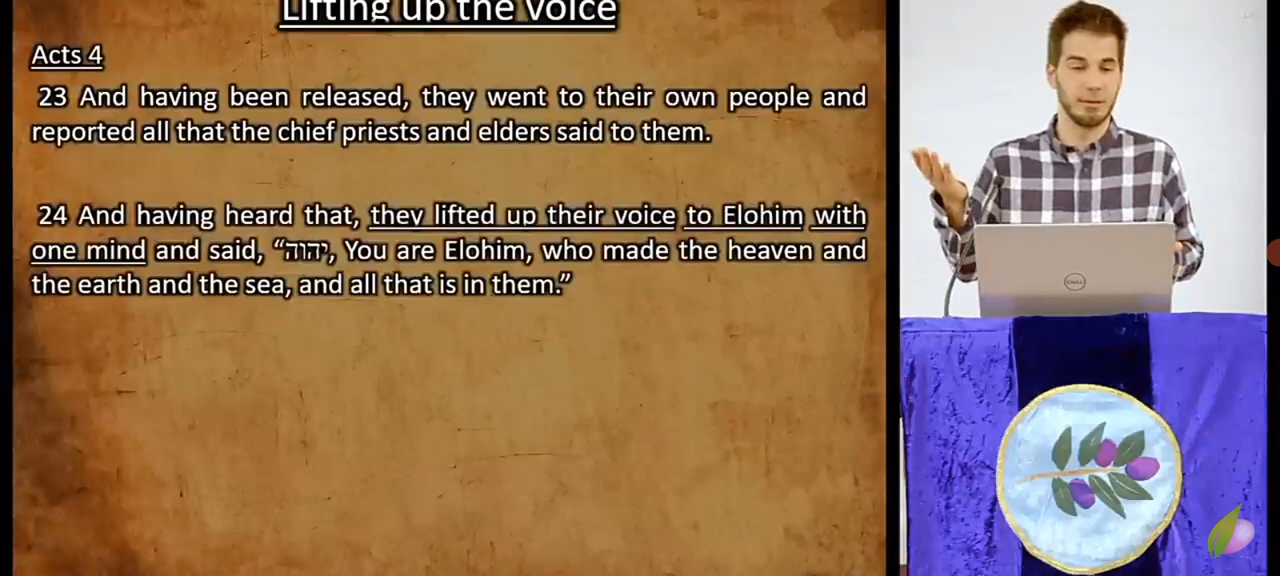 Lifting up the voice
Acts 4
23 And having been released, they went to their own people and
reported all that the chief priests and elders said to them.
24 And having heard that, they lifted up their voice to Elohim with
one mind and said, “יהוה, You are Elohim, who made the heaven and
the earth and the sea, and all that is in them.”
DELL